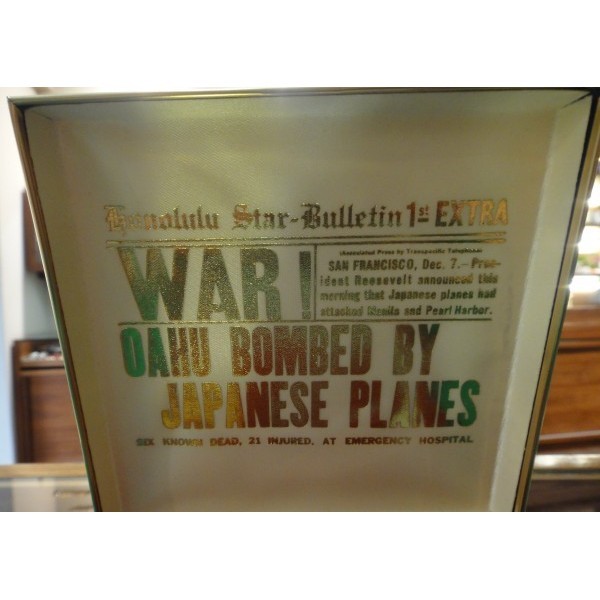 Honolulu Star-Bulletin 1st EXTRA
WAR!
(Associated Press by Transpacific Telephone)
SAN FRANCISCO, Dec. 7.—Pres-
ident Roosevelt announced this
morning that Japanese planes had
attacked Manila and Pearl Harbor.
OAHU BOMBED BY
JAPANESE PLANES
SIX KNOWN DEAD, 21 INJURED, AT EMERGENCY HOSPITAL